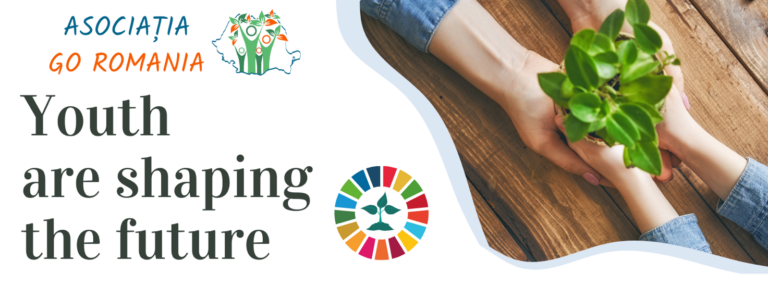 ASOCIAȚIA
GO ROMANIA
Youth
are shaping
the future